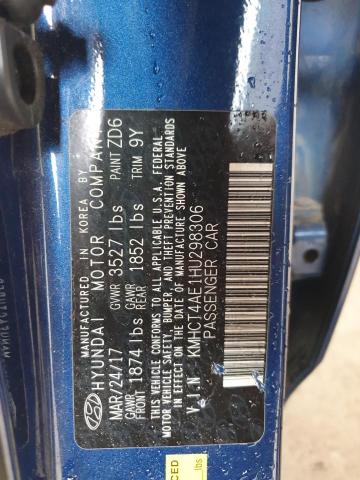 MANUFACTURED IN KOREA BY
HYUNDAI MOTOR COMPANY
MAR/24/17 GVWR 3527 lbs PAINT ZD6
GAWR FRONT 1874 lbs GAWR REAR 1852 lbs TRIM 9Y
THIS VEHICLE CONFORMS TO ALL APPLICABLE U.S.A. FEDERAL
MOTOR VEHICLE SAFETY, BUMPER, AND THEFT PREVENTION STANDARDS
IN EFFECT ON THE DATE OF MANUFACTURE SHOWN ABOVE
V.I.N KMHCT4AE1HU298306
PASSENGER CAR
CED
lbs